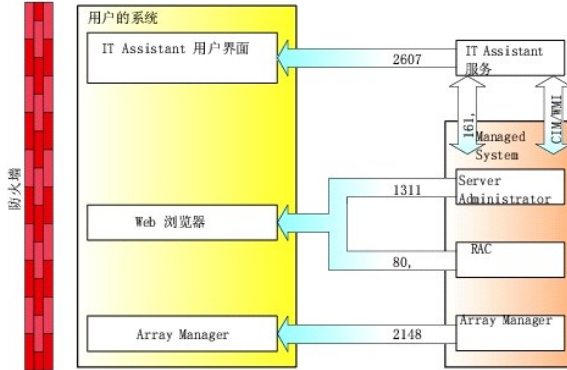 防火墙
用户的系统
IT Assistant 用户界面
2607
IT Assistant
服务
161,
CIM/WMI
Managed
System
1311
Server
Administrator
Web 浏览器
80,
RAC
Array Manager
2148
Array Manager